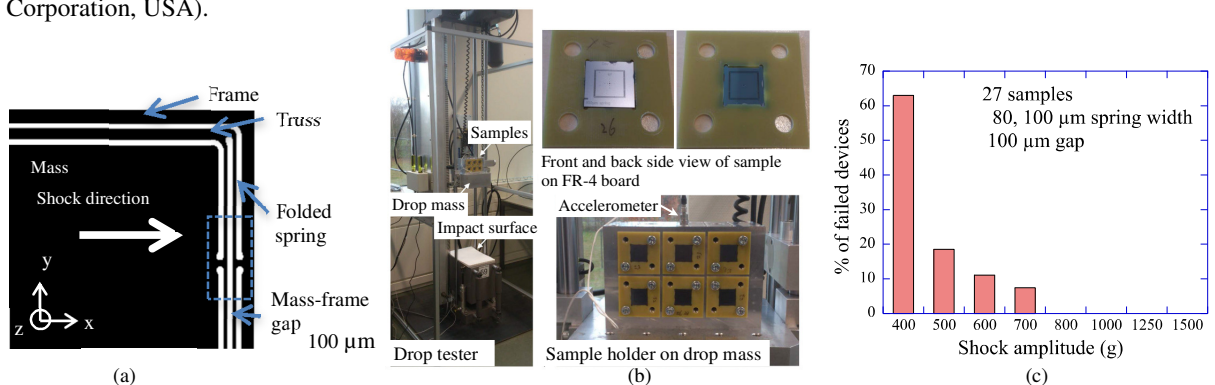 Corporation, USA).
Frame
Truss
Mass
Shock direction
Folded
spring
y
z
x
Mass-frame
gap
100 µm
(a)
Samples
Drop mass
Impact surface
Drop tester
26
Front and back side view of sample
on FR-4 board
Accelerometer
Sample holder on drop mass
(b)
70
60
50
40
30
20
10
0
% of failed devices
27 samples
80, 100 µm spring width
100 µm gap
400 500 600 700 800 1000 1200 1500
Shock amplitude (g)
(c)